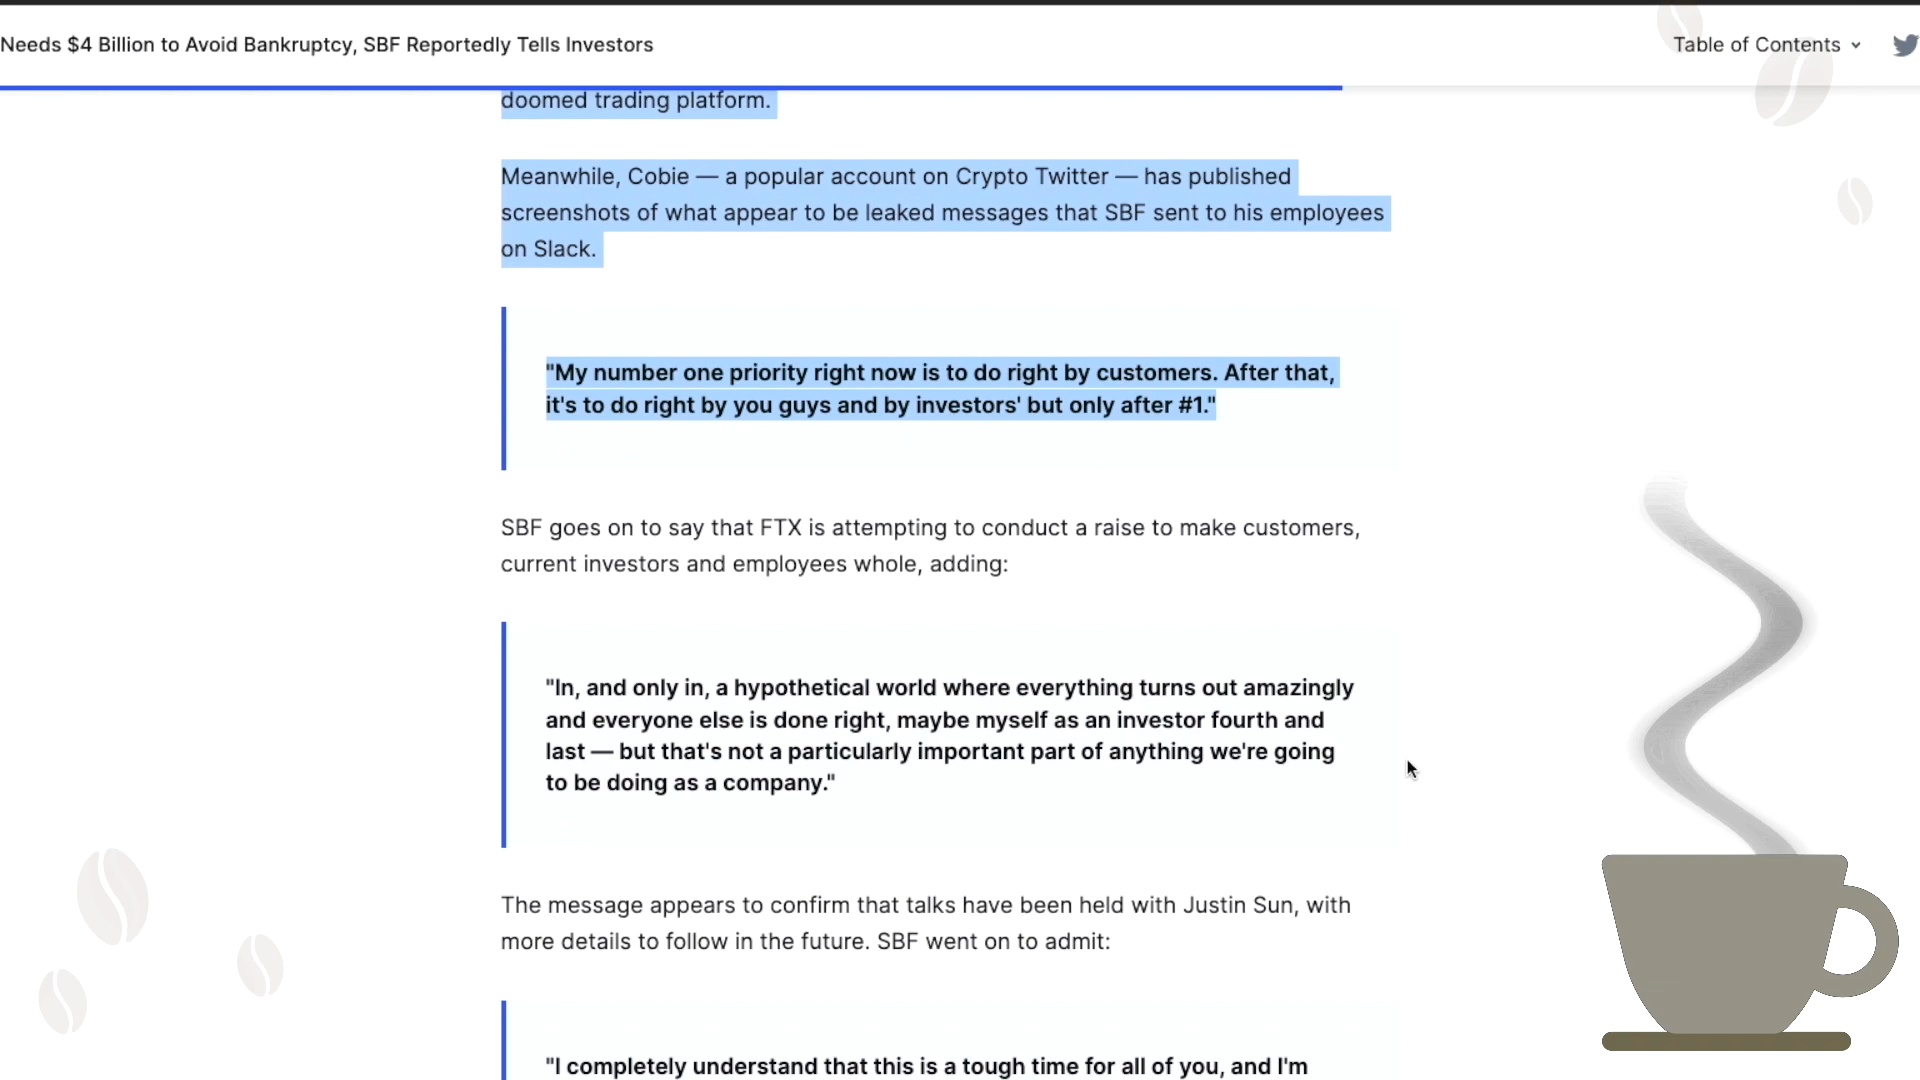 Needs $4 Billion to Avoid Bankruptcy, SBF Reportedly Tells Investors
Table of Contents
doomed trading platform.
Meanwhile, Cobie — a popular account on Crypto Twitter — has published
screenshots of what appear to be leaked messages that SBF sent to his employees
on Slack.
"My number one priority right now is to do right by customers. After that,
it's to do right by you guys and by investors' but only after #1."
SBF goes on to say that FTX is attempting to conduct a raise to make customers,
current investors and employees whole, adding:
"In, and only in, a hypothetical world where everything turns out amazingly
and everyone else is done right, maybe myself as an investor fourth and
last — but that's not a particularly important part of anything we're going
to be doing as a company."
The message appears to confirm that talks have been held with Justin Sun, with
more details to follow in the future. SBF went on to admit:
"I completely understand that this is a tough time for all of you, and I'm